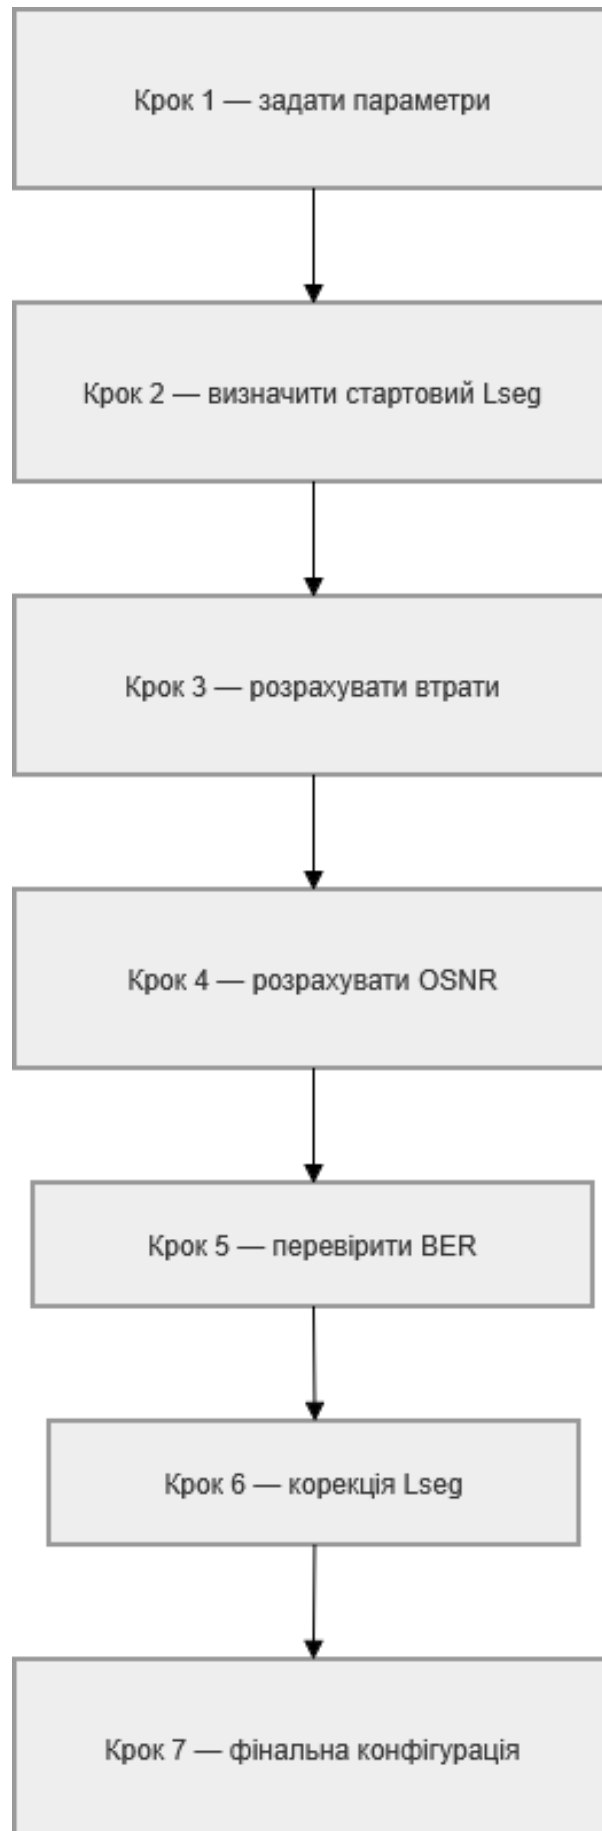 Крок 1 — задати параметри
Крок 2 — визначити стартовий Lseg
Крок 3 — розрахувати втрати
Крок 4 — розрахувати OSNR
Крок 5 — перевірити BER
Крок 6 — корекція Lseg
Крок 7 — фінальна конфігурація